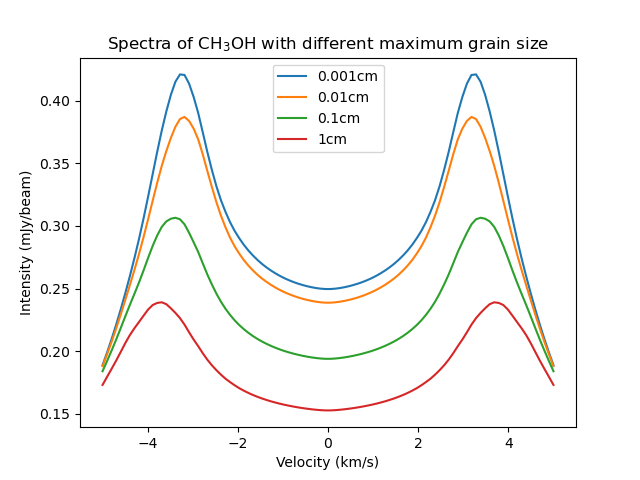 Spectra of CH₃OH with different maximum grain size
0.001cm
0.01cm
0.1cm
1cm
Intensity (mJy/beam)
0.40
0.35
0.30
0.25
0.20
0.15
−4 −2 0 2 4
Velocity (km/s)